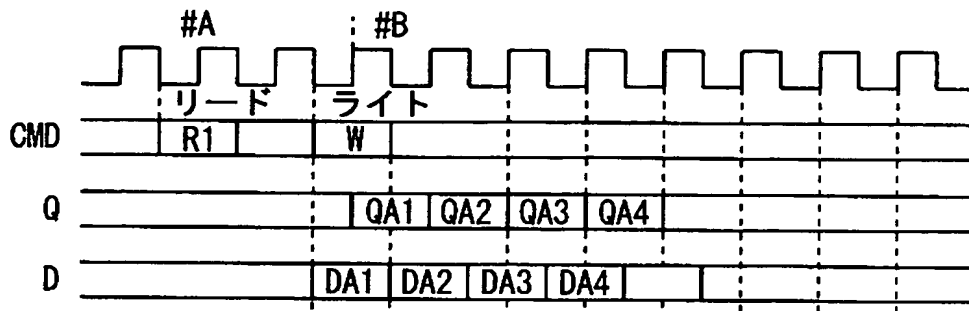 #A #B
リード ライト
CMD R1 W
Q QA1 QA2 QA3 QA4
D DA1 DA2 DA3 DA4